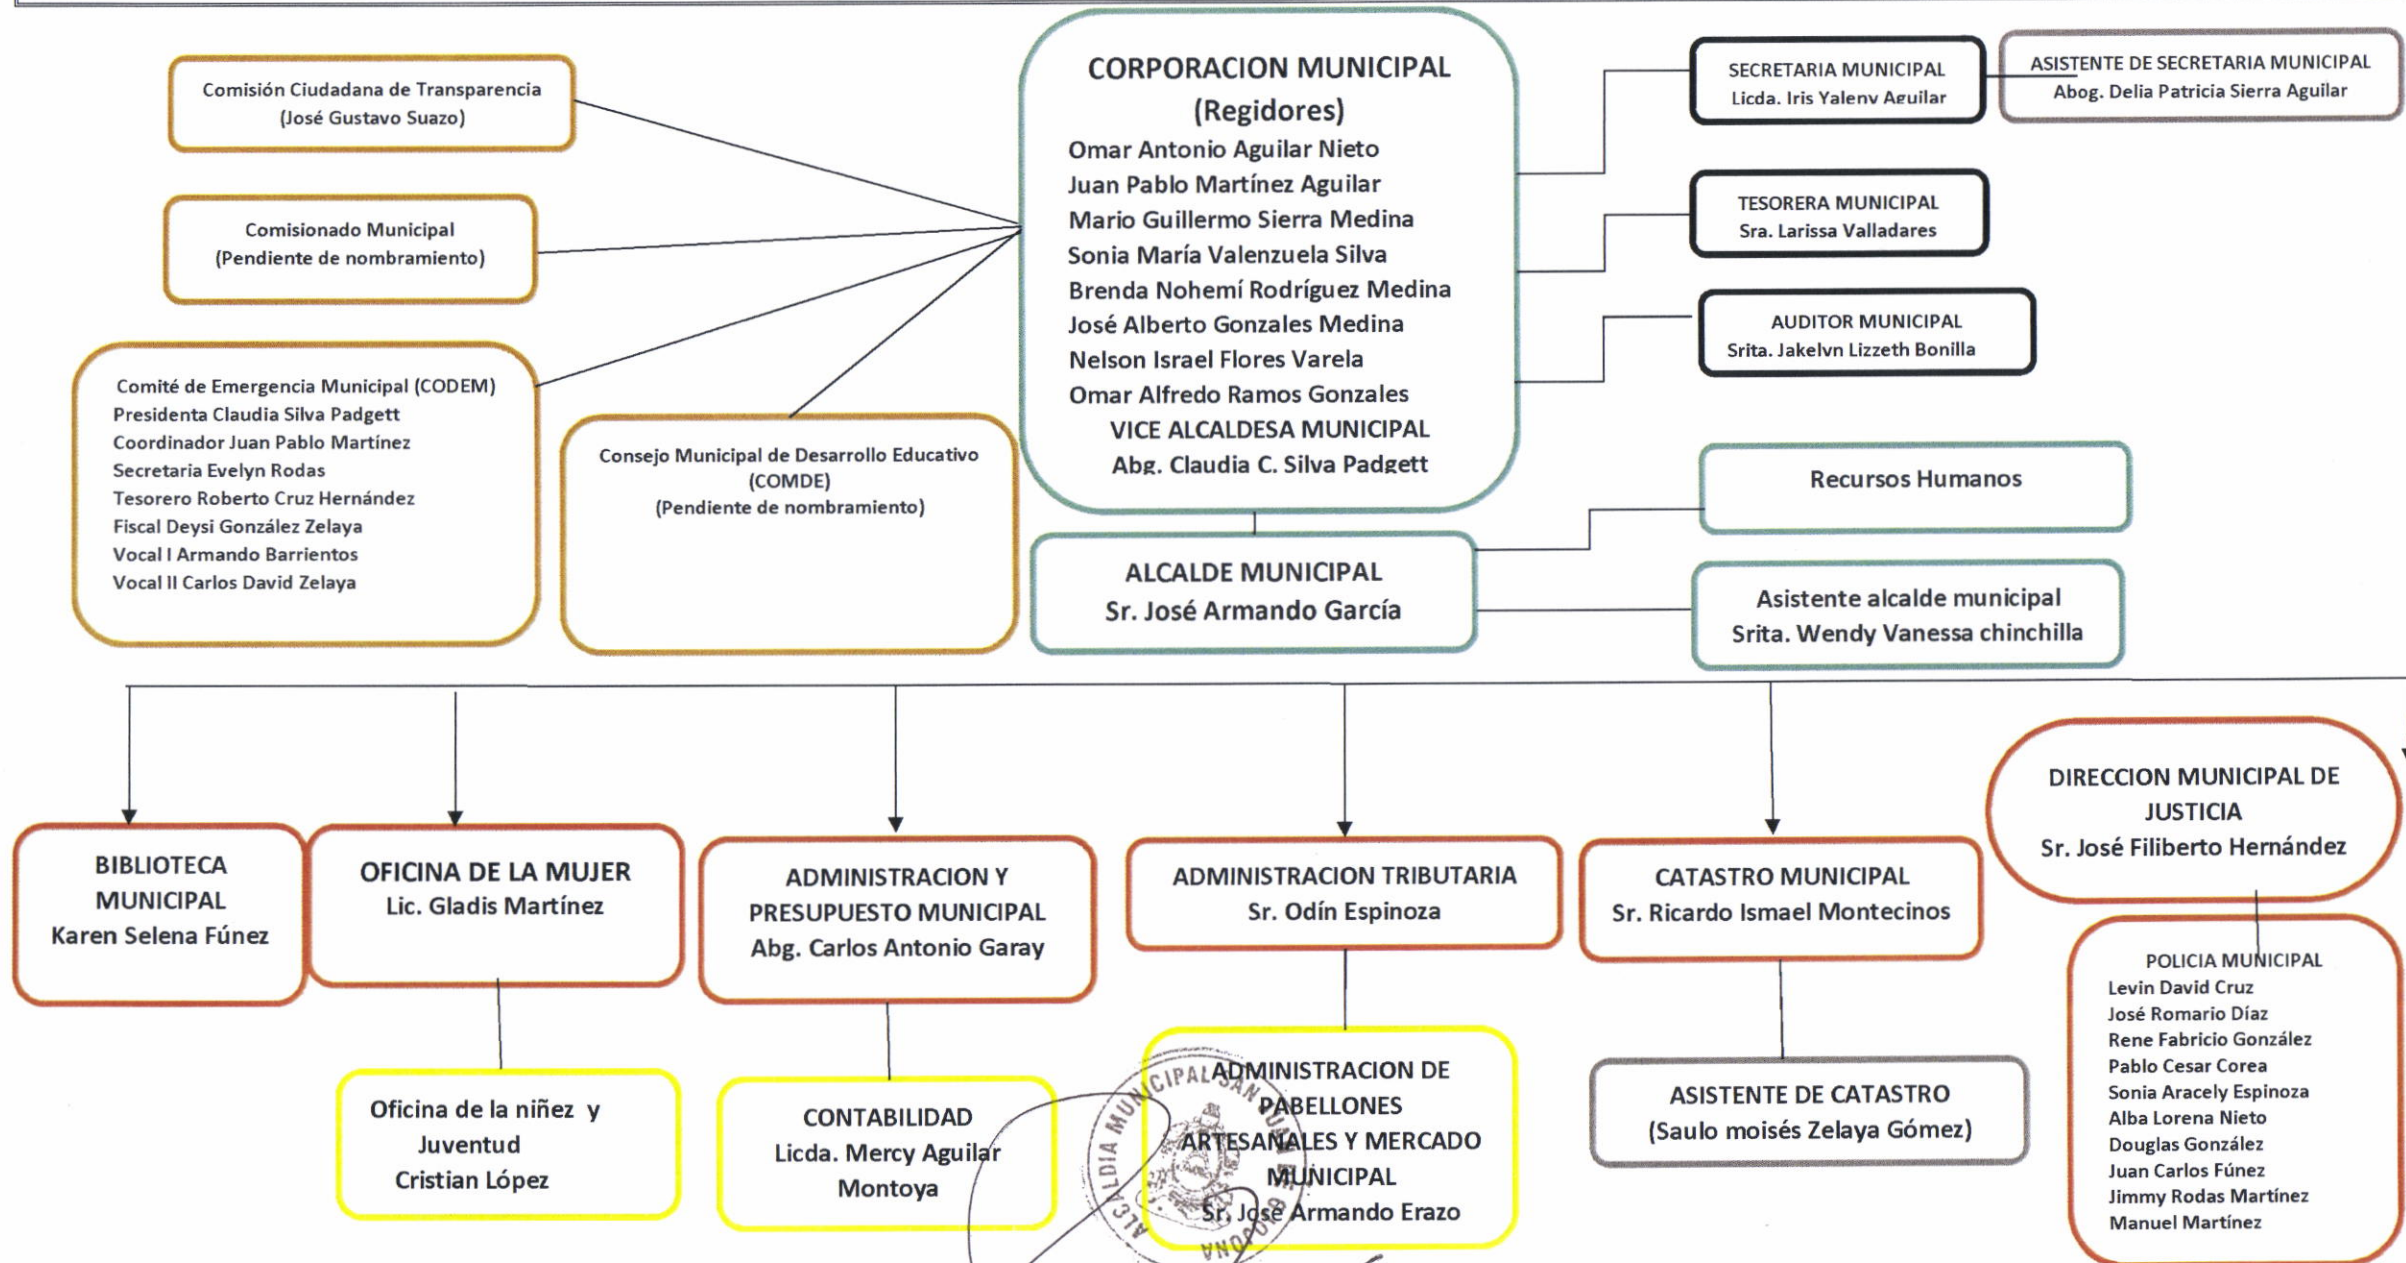 Comisión Ciudadana de Transparencia
(José Gustavo Suazo)
Comisionado Municipal
(Pendiente de nombramiento)
Comité de Emergencia Municipal (CODEM)
Presidenta Claudia Silva Padgett
Coordinador Juan Pablo Martínez
Secretaria Evelyn Rodas
Tesorero Roberto Cruz Hernández
Fiscal Deysi González Zelaya
Vocal I Armando Barrientos
Vocal II Carlos David Zelaya
Consejo Municipal de Desarrollo Educativo
(COMDE)
(Pendiente de nombramiento)
CORPORACION MUNICIPAL
(Regidores)
Omar Antonio Aguilar Nieto
Juan Pablo Martínez Aguilar
Mario Guillermo Sierra Medina
Sonia María Valenzuela Silva
Brenda Nohemí Rodríguez Medina
José Alberto Gonzales Medina
Nelson Israel Flores Varela
Omar Alfredo Ramos Gonzales
VICE ALCALDESA MUNICIPAL
Abg. Claudia C. Silva Padgett
ALCALDE MUNICIPAL
Sr. José Armando García
SECRETARIA MUNICIPAL
Licda. Iris Yaleny Aguilar
ASISTENTE DE SECRETARIA MUNICIPAL
Abog. Delia Patricia Sierra Aguilar
TESORERA MUNICIPAL
Sra. Larissa Valladares
AUDITOR MUNICIPAL
Srita. Jakelyn Lizzeth Bonilla
Recursos Humanos
Asistente alcalde municipal
Srita. Wendy Vanessa chinchilla
BIBLIOTECA
MUNICIPAL
Karen Selena Fúnez
OFICINA DE LA MUJER
Lic. Gladis Martínez
ADMINISTRACION Y
PRESUPUESTO MUNICIPAL
Abg. Carlos Antonio Garay
ADMINISTRACION TRIBUTARIA
Sr. Odín Espinoza
CATASTRO MUNICIPAL
Sr. Ricardo Ismael Montecinos
DIRECCION MUNICIPAL DE
JUSTICIA
Sr. José Filiberto Hernández
Oficina de la niñez y
Juventud
Cristian López
CONTABILIDAD
Licda. Mercy Aguilar
Montoya
ADMINISTRACION DE
PABELLONES
ARTESANALES Y MERCADO
MUNICIPAL
Sr. José Armando Erazo
ALCALDIA MUNICIPAL SAN JUAN DE OJOJONA
ASISTENTE DE CATASTRO
(Saulo moisés Zelaya Gómez)
POLICIA MUNICIPAL
Levin David Cruz
José Romario Díaz
Rene Fabricio González
Pablo Cesar Corea
Sonia Aracely Espinoza
Alba Lorena Nieto
Douglas González
Juan Carlos Fúnez
Jimmy Rodas Martínez
Manuel Martínez